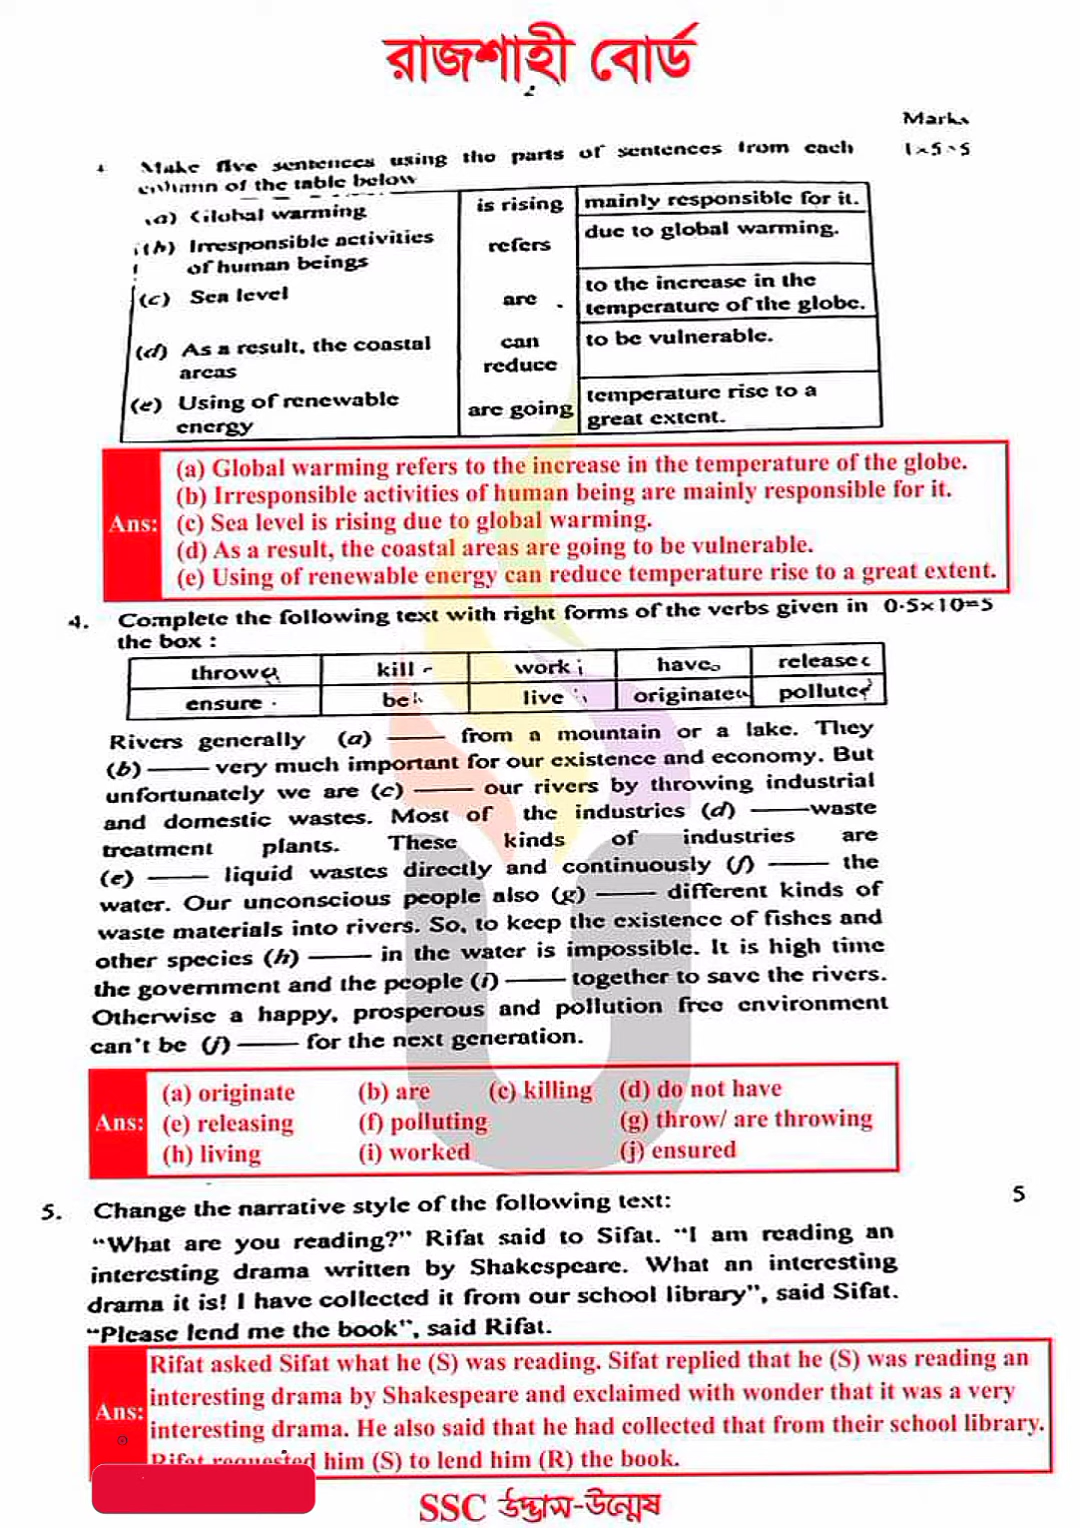 রাজশাহী বোর্ড
2
Marks
Make five sentences using the parts of sentences from each 1×5=5
column of the table below
(a) Global warming is rising mainly responsible for it.
(b) Irresponsible activities of human beings refers due to global warming.
(c) Sea level are to the increase in the temperature of the globe.
(d) As a result, the coastal areas can reduce to be vulnerable.
(e) Using of renewable energy are going temperature rise to a great extent.
Ans:
(a) Global warming refers to the increase in the temperature of the globe.
(b) Irresponsible activities of human being are mainly responsible for it.
(c) Sea level is rising due to global warming.
(d) As a result, the coastal areas are going to be vulnerable.
(e) Using of renewable energy can reduce temperature rise to a great extent.
4. Complete the following text with right forms of the verbs given in 0·5×10=5
the box :
throw kill work have release
ensure be live originate pollute
Rivers generally (a) —— from a mountain or a lake. They
(b) —— very much important for our existence and economy. But
unfortunately we are (c) —— our rivers by throwing industrial
and domestic wastes. Most of the industries (d) —— waste
treatment plants. These kinds of industries are
(e) —— liquid wastes directly and continuously (f) —— the
water. Our unconscious people also (g) —— different kinds of
waste materials into rivers. So, to keep the existence of fishes and
other species (h) —— in the water is impossible. It is high time
the government and the people (i) —— together to save the rivers.
Otherwise a happy, prosperous and pollution free environment
can't be (j) —— for the next generation.
Ans:
(a) originate (b) are (c) killing (d) do not have
(e) releasing (f) polluting (g) throw/ are throwing
(h) living (i) worked (j) ensured
5. Change the narrative style of the following text: 5
“What are you reading?” Rifat said to Sifat. “I am reading an
interesting drama written by Shakespeare. What an interesting
drama it is! I have collected it from our school library”, said Sifat.
“Please lend me the book”, said Rifat.
Ans:
Rifat asked Sifat what he (S) was reading. Sifat replied that he (S) was reading an
interesting drama by Shakespeare and exclaimed with wonder that it was a very
interesting drama. He also said that he had collected that from their school library.
Rifat requested him (S) to lend him (R) the book.
SSC উদ্ভাস-উন্মেষ